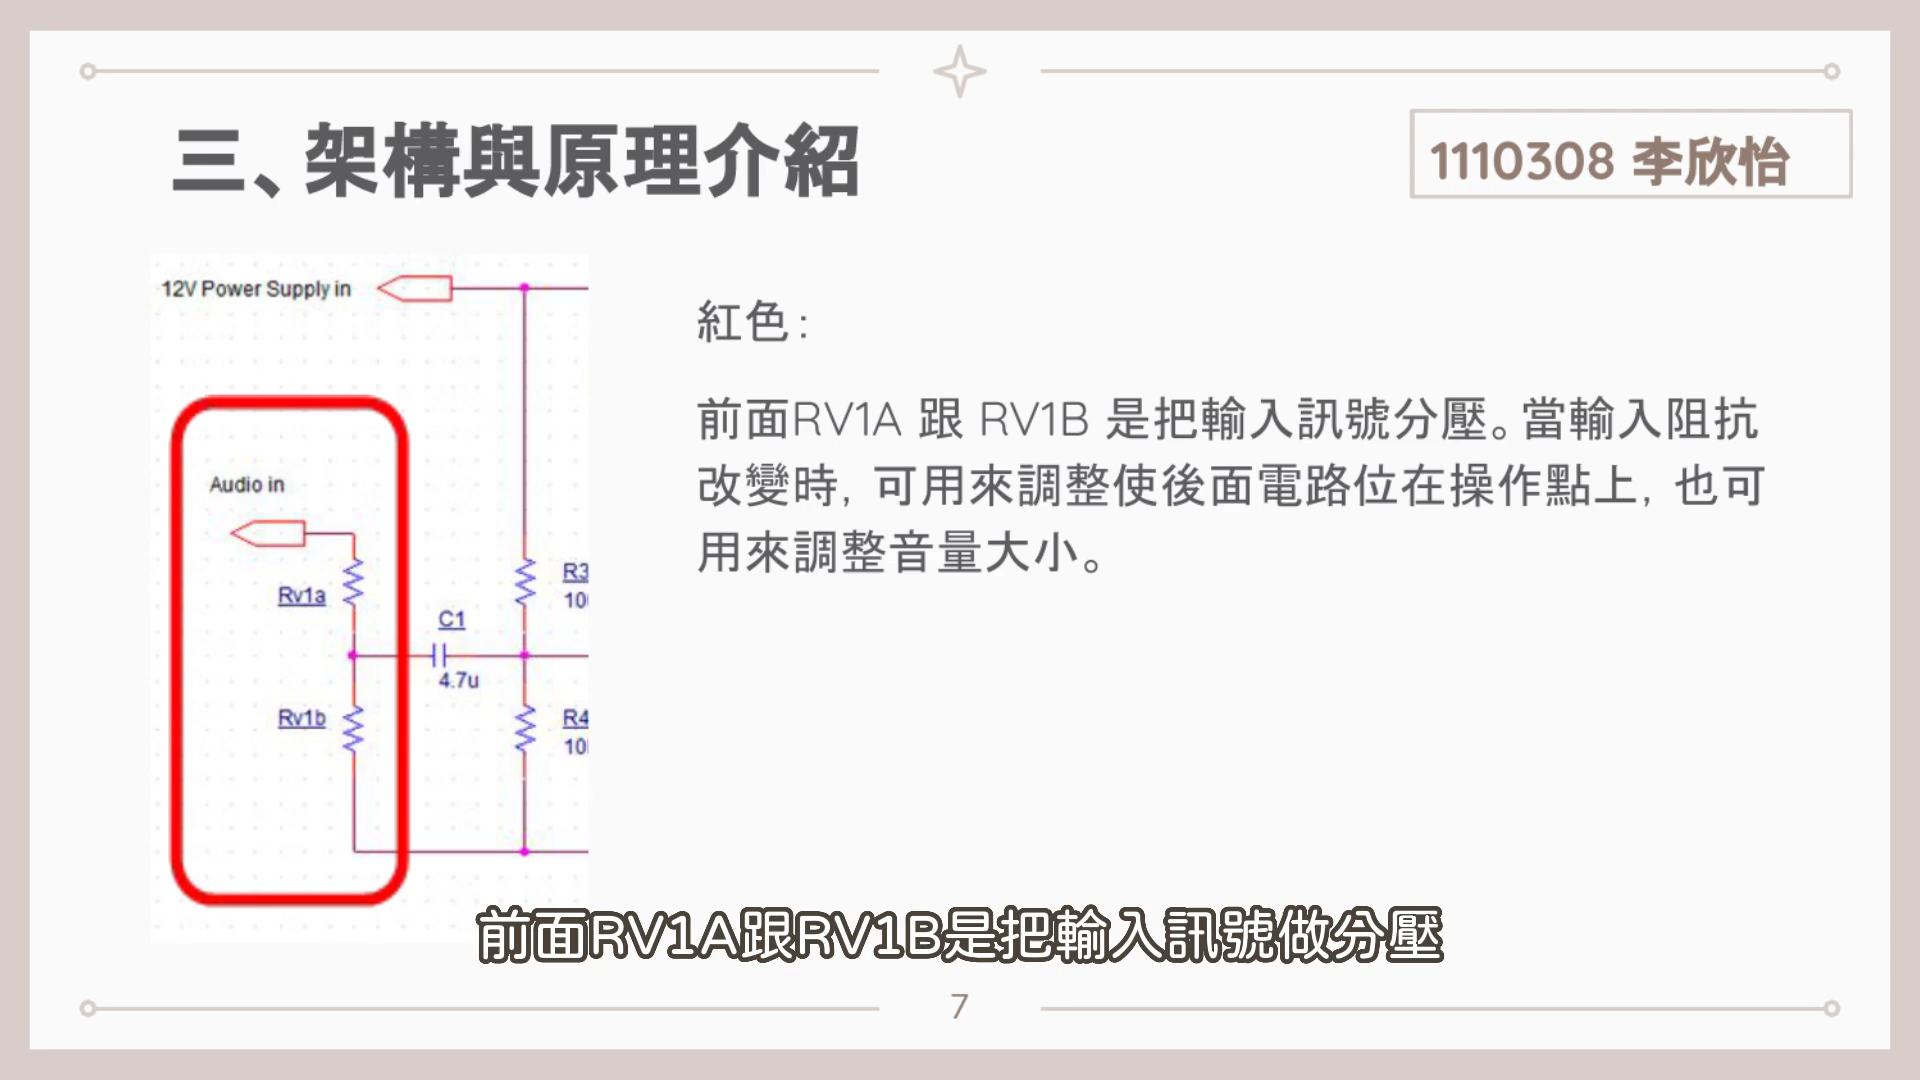 三、架構與原理介紹
1110308 李欣怡
12V Power Supply in
Audio in
Rv1a
C1
4.7u
R3
10
Rv1b
R4
10
紅色：
前面RV1A 跟 RV1B 是把輸入訊號分壓。當輸入阻抗
改變時，可用來調整使後面電路位在操作點上，也可
用來調整音量大小。
前面RV1A跟RV1B是把輸入訊號做分壓
7